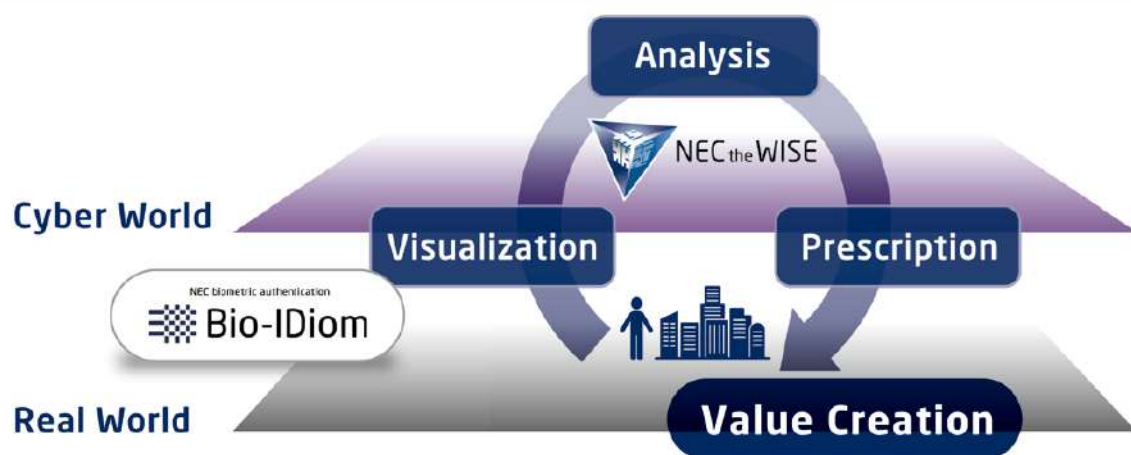 Analysis
NEC the WISE
Cyber World
Visualization
Prescription
NEC biometric authentication
Bio-IDiom
Real World
Value Creation